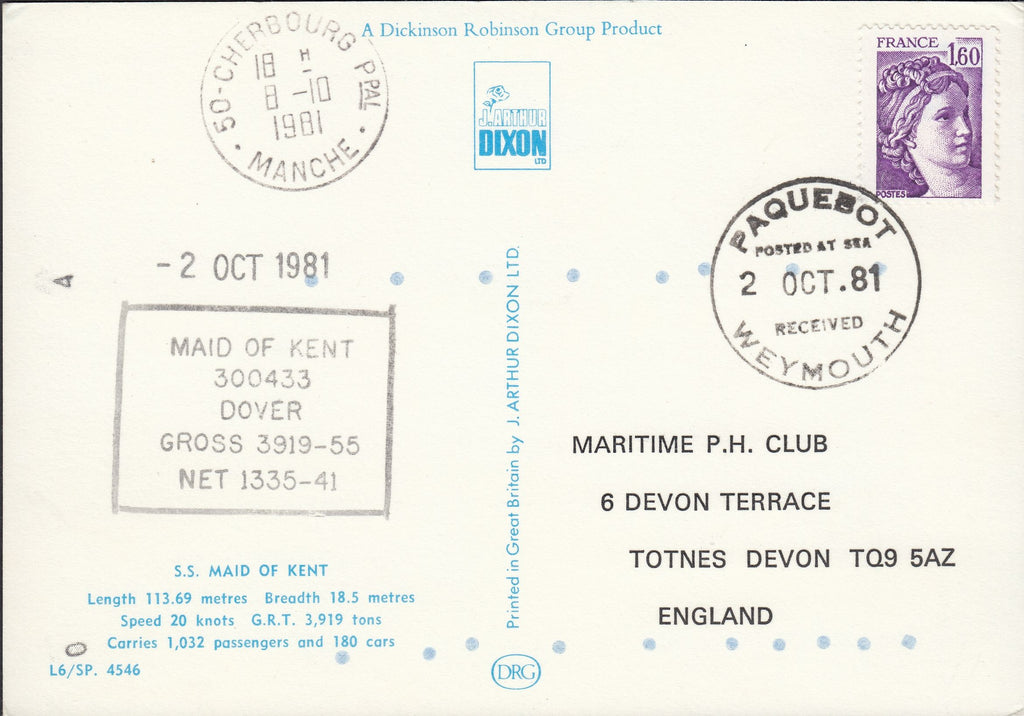 A Dickinson Robinson Group Product
J. ARTHUR
DIXON
LTD
50-CHERBOURG PPAL
18 H -
8 -10
1981
• MANCHE •
FRANCE 1,60
POSTES
PAQUEBOT
POSTED AT SEA
2 OCT.81
RECEIVED
WEYMOUTH
-2 OCT 1981
A
MAID OF KENT
300433
DOVER
GROSS 3919-55
NET 1335-41
S.S. MAID OF KENT
Length 113.69 metres Breadth 18.5 metres
Speed 20 knots G.R.T. 3,919 tons
Carries 1,032 passengers and 180 cars
L6/SP. 4546
Printed in Great Britain by J. ARTHUR DIXON LTD.
DRG
MARITIME P.H. CLUB
6 DEVON TERRACE
TOTNES DEVON TQ9 5AZ
ENGLAND
0